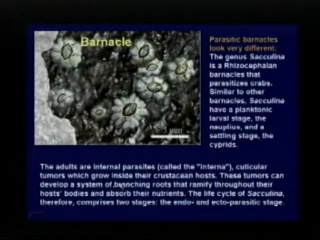 Barnacle
Parasitic barnacles
look very different:
The genus Sacculina
is a Rhizocephalan
barnacles that
parasitizes crabs.
Similar to other
barnacles, Sacculina
have a planktonic
larval stage, the
nauplius, and a
settling stage, the
cyprids.
The adults are internal parasites (called the "Interna"), cuticular
tumors which grow inside their crustacean hosts. These tumors can
develop a system of branching roots that ramify throughout their
hosts' bodies and absorb their nutrients. The life cycle of Sacculina,
therefore, comprises two stages: the endo- and ecto-parasitic stage.